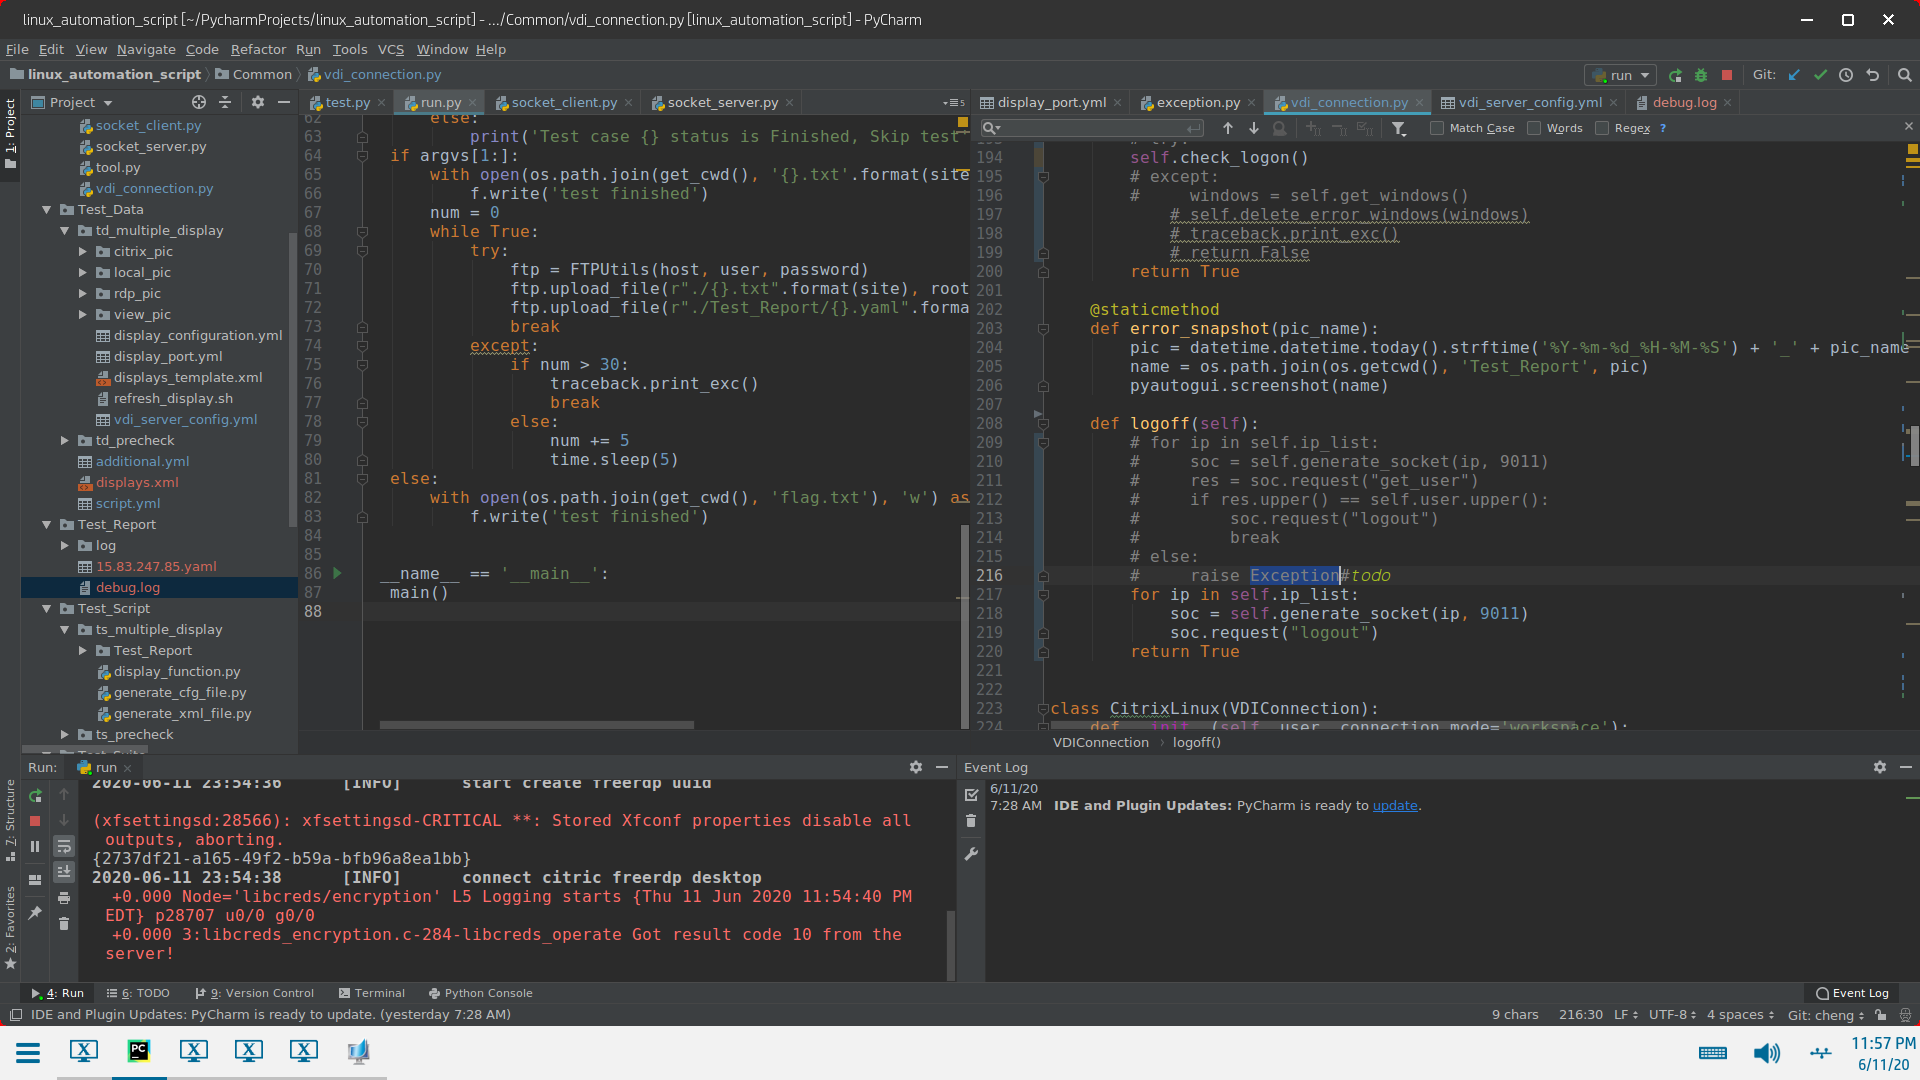 linux_automation_script [~/PycharmProjects/linux_automation_script] - .../Common/vdi_connection.py [linux_automation_script] - PyCharm
File Edit View Navigate Code Refactor Run Tools VCS Window Help
linux_automation_script Common vdi_connection.py
run Git:
1: Project
7: Structure
2: Favorites
Project
socket_client.py
socket_server.py
tool.py
vdi_connection.py
Test_Data
td_multiple_display
citrix_pic
local_pic
rdp_pic
view_pic
display_configuration.yml
display_port.yml
displays_template.xml
refresh_display.sh
vdi_server_config.yml
td_precheck
additional.yml
displays.xml
script.yml
Test_Report
log
15.83.247.85.yaml
debug.log
Test_Script
ts_multiple_display
Test_Report
display_function.py
generate_cfg_file.py
generate_xml_file.py
ts_precheck
test.py run.py socket_client.py socket_server.py 5
62 else:
63 print('Test case {} status is Finished, Skip test
64 if argvs[1:]:
65 with open(os.path.join(get_cwd(), '{}.txt'.format(site
66 f.write('test finished')
67 num = 0
68 while True:
69 try:
70 ftp = FTPUtils(host, user, password)
71 ftp.upload_file(r"./{}.txt".format(site), root
72 ftp.upload_file(r"./Test_Report/{}.yaml".forma
73 break
74 except:
75 if num > 30:
76 traceback.print_exc()
77 break
78 else:
79 num += 5
80 time.sleep(5)
81 else:
82 with open(os.path.join(get_cwd(), 'flag.txt'), 'w') as
83 f.write('test finished')
84
85
86 __name__ == '__main__':
87 main()
88
display_port.yml exception.py vdi_connection.py vdi_server_config.yml debug.log
Match Case Words Regex ?
193 # try:
194 self.check_logon()
195 # except:
196 # windows = self.get_windows()
197 # self.delete_error_windows(windows)
198 # traceback.print_exc()
199 # return False
200 return True
201
202 @staticmethod
203 def error_snapshot(pic_name):
204 pic = datetime.datetime.today().strftime('%Y-%m-%d_%H-%M-%S') + '_' + pic_name
205 name = os.path.join(os.getcwd(), 'Test_Report', pic)
206 pyautogui.screenshot(name)
207
208 def logoff(self):
209 # for ip in self.ip_list:
210 # soc = self.generate_socket(ip, 9011)
211 # res = soc.request("get_user")
212 # if res.upper() == self.user.upper():
213 # soc.request("logout")
214 # break
215 # else:
216 # raise Exception#todo
217 for ip in self.ip_list:
218 soc = self.generate_socket(ip, 9011)
219 soc.request("logout")
220 return True
221
222
223 class CitrixLinux(VDIConnection):
224 def __init__(self, user, connection_mode='workspace'):
VDIConnection logoff()
Run: run
2020-06-11 23:54:36 [INFO] start create freerdp uuid
(xfsettingsd:28566): xfsettingsd-CRITICAL **: Stored Xfconf properties disable all
outputs, aborting.
{2737df21-a165-49f2-b59a-bfb96a8ea1bb}
2020-06-11 23:54:38 [INFO] connect citric freerdp desktop
+0.000 Node='libcreds/encryption' L5 Logging starts {Thu 11 Jun 2020 11:54:40 PM
EDT} p28707 u0/0 g0/0
+0.000 3:libcreds_encryption.c-284-libcreds_operate Got result code 10 from the
server!
Event Log
6/11/20
7:28 AM IDE and Plugin Updates: PyCharm is ready to update.
4: Run 6: TODO 9: Version Control Terminal Python Console Event Log
IDE and Plugin Updates: PyCharm is ready to update. (yesterday 7:28 AM) 9 chars 216:30 LF UTF-8 4 spaces Git: cheng
11:57 PM
6/11/20